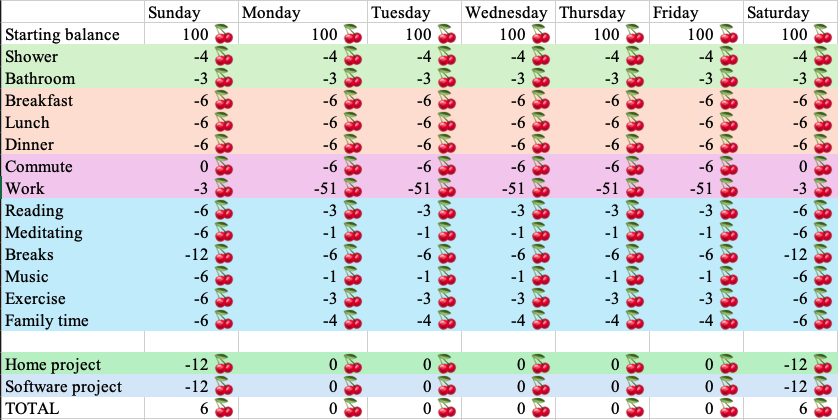 Sunday Monday Tuesday Wednesday Thursday Friday Saturday
Starting balance 100🍒 100🍒 100🍒 100🍒 100🍒 100🍒 100🍒
Shower -4🍒 -4🍒 -4🍒 -4🍒 -4🍒 -4🍒 -4🍒
Bathroom -3🍒 -3🍒 -3🍒 -3🍒 -3🍒 -3🍒 -3🍒
Breakfast -6🍒 -6🍒 -6🍒 -6🍒 -6🍒 -6🍒 -6🍒
Lunch -6🍒 -6🍒 -6🍒 -6🍒 -6🍒 -6🍒 -6🍒
Dinner -6🍒 -6🍒 -6🍒 -6🍒 -6🍒 -6🍒 -6🍒
Commute 0🍒 -6🍒 -6🍒 -6🍒 -6🍒 -6🍒 0🍒
Work -3🍒 -51🍒 -51🍒 -51🍒 -51🍒 -51🍒 -3🍒
Reading -6🍒 -3🍒 -3🍒 -3🍒 -3🍒 -3🍒 -6🍒
Meditating -6🍒 -1🍒 -1🍒 -1🍒 -1🍒 -1🍒 -6🍒
Breaks -12🍒 -6🍒 -6🍒 -6🍒 -6🍒 -6🍒 -12🍒
Music -6🍒 -1🍒 -1🍒 -1🍒 -1🍒 -1🍒 -6🍒
Exercise -6🍒 -3🍒 -3🍒 -3🍒 -3🍒 -3🍒 -6🍒
Family time -6🍒 -4🍒 -4🍒 -4🍒 -4🍒 -4🍒 -6🍒
Home project -12🍒 0🍒 0🍒 0🍒 0🍒 0🍒 -12🍒
Software project -12🍒 0🍒 0🍒 0🍒 0🍒 0🍒 -12🍒
TOTAL 6🍒 0🍒 0🍒 0🍒 0🍒 0🍒 6🍒